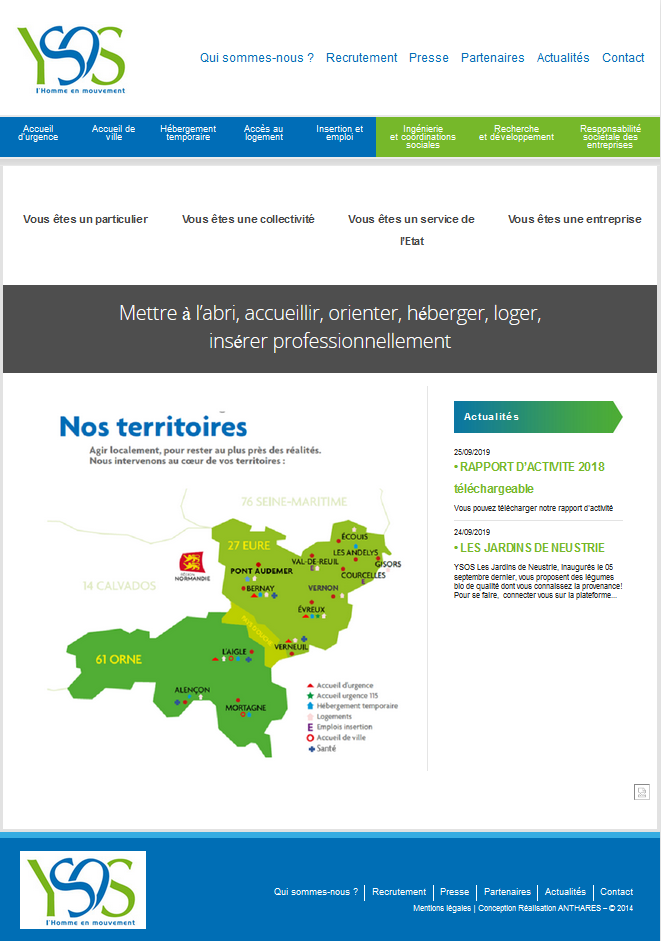 YSOS
l'Homme en mouvement
Qui sommes-nous ? Recrutement Presse Partenaires Actualités Contact
Accueil d'urgence
Accueil de ville
Hébergement temporaire
Accès au logement
Insertion et emploi
Ingénierie et coordinations sociales
Recherche et développement
Responsabilité sociétale des entreprises
Vous êtes un particulier
Vous êtes une collectivité
Vous êtes un service de l'Etat
Vous êtes une entreprise
Mettre à l'abri, accueillir, orienter, héberger, loger,
insérer professionnellement
Nos territoires
Agir localement, pour rester au plus près des réalités.
Nous intervenons au cœur de vos territoires :
76 SEINE-MARITIME
27 EURE
14 CALVADOS
61 ORNE
NORMANDIE
ÉCOUIS
LES ANDELYS
VAL-DE-REUIL
GISORS
PONT AUDEMER
COURCELLES
BERNAY
VERNON
ÉVREUX
VERNEUIL
L'AIGLE
ALENÇON
MORTAGNE
Accueil d'urgence
Accueil urgence 115
Hébergement temporaire
Logements
E Emplois insertion
Accueil de ville
Santé
Actualités
25/09/2019
• RAPPORT D'ACTIVITE 2018
téléchargeable
Vous pouvez télécharger notre rapport d'activité
24/09/2019
• LES JARDINS DE NEUSTRIE
YSOS Les Jardins de Neustrie, inaugurés le 05
septembre dernier, vous proposent des légumes
bio de qualité dont vous connaissez la provenance!
Pour se faire, connecter vous sur la plateforme...
YSOS
l'Homme en mouvement
Qui sommes-nous ? Recrutement Presse Partenaires Actualités Contact
Mentions légales | Conception Réalisation ANTHARES – © 2014